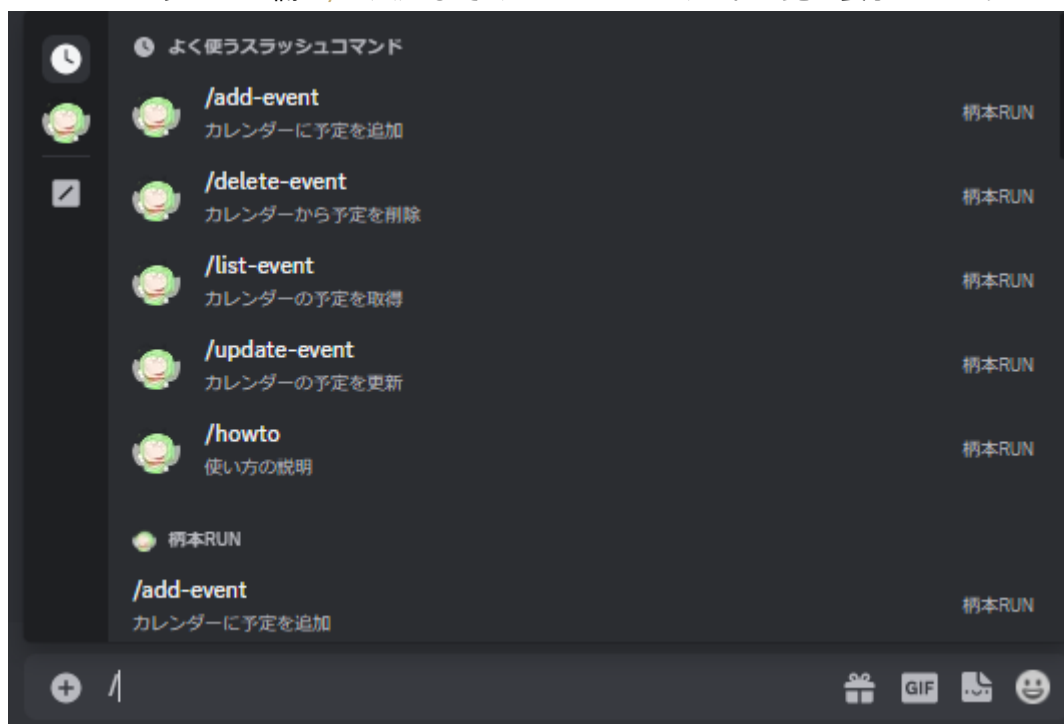 よく使うスラッシュコマンド
/add-event
カレンダーに予定を追加
柄本RUN
/delete-event
カレンダーから予定を削除
柄本RUN
/list-event
カレンダーの予定を取得
柄本RUN
/update-event
カレンダーの予定を更新
柄本RUN
/howto
使い方の説明
柄本RUN
柄本RUN
/add-event
カレンダーに予定を追加
柄本RUN
/
GIF